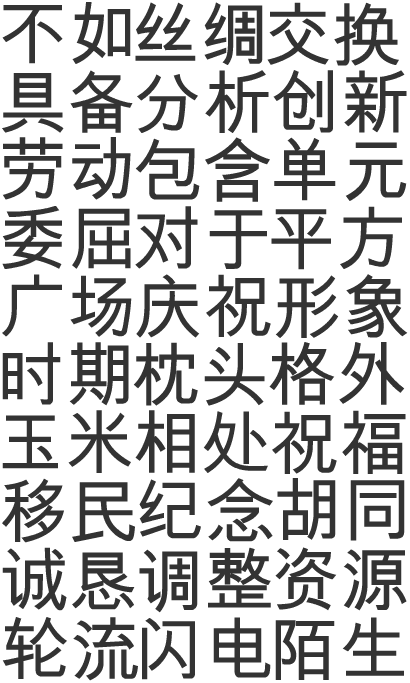 不如丝绸交换
具备分析创新
劳动包含单元
委屈对于平方
广场庆祝形象
时期枕头格外
玉米相处祝福
移民纪念胡同
诚恳调整资源
轮流闪电陌生